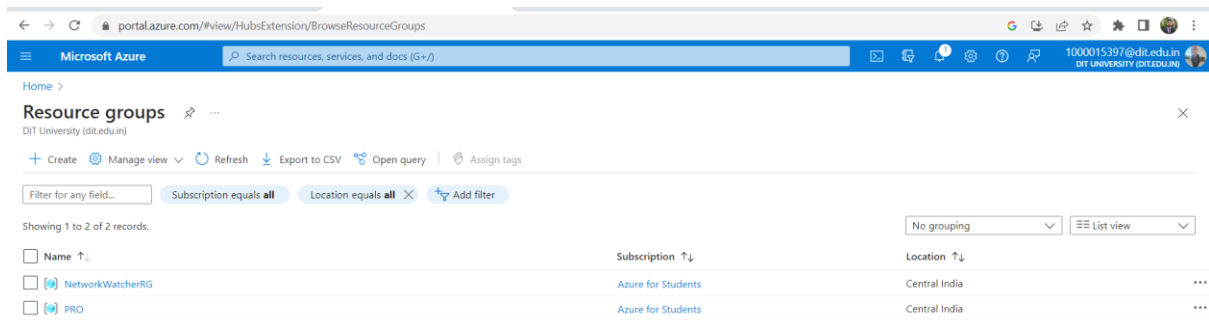 portal.azure.com/#view/HubsExtension/BrowseResourceGroups
Microsoft Azure Search resources, services, and docs (G+/) 1 1000015397@dit.edu.in
DIT UNIVERSITY (DIT.EDU.IN)
Home >
Resource groups ...
DIT University (dit.edu.in)
+ Create Manage view Refresh Export to CSV Open query Assign tags
Filter for any field... Subscription equals all Location equals all Add filter
Showing 1 to 2 of 2 records. No grouping List view
Name ↑↓ Subscription ↑↓ Location ↑↓
NetworkWatcherRG Azure for Students Central India ...
PRO Azure for Students Central India ...